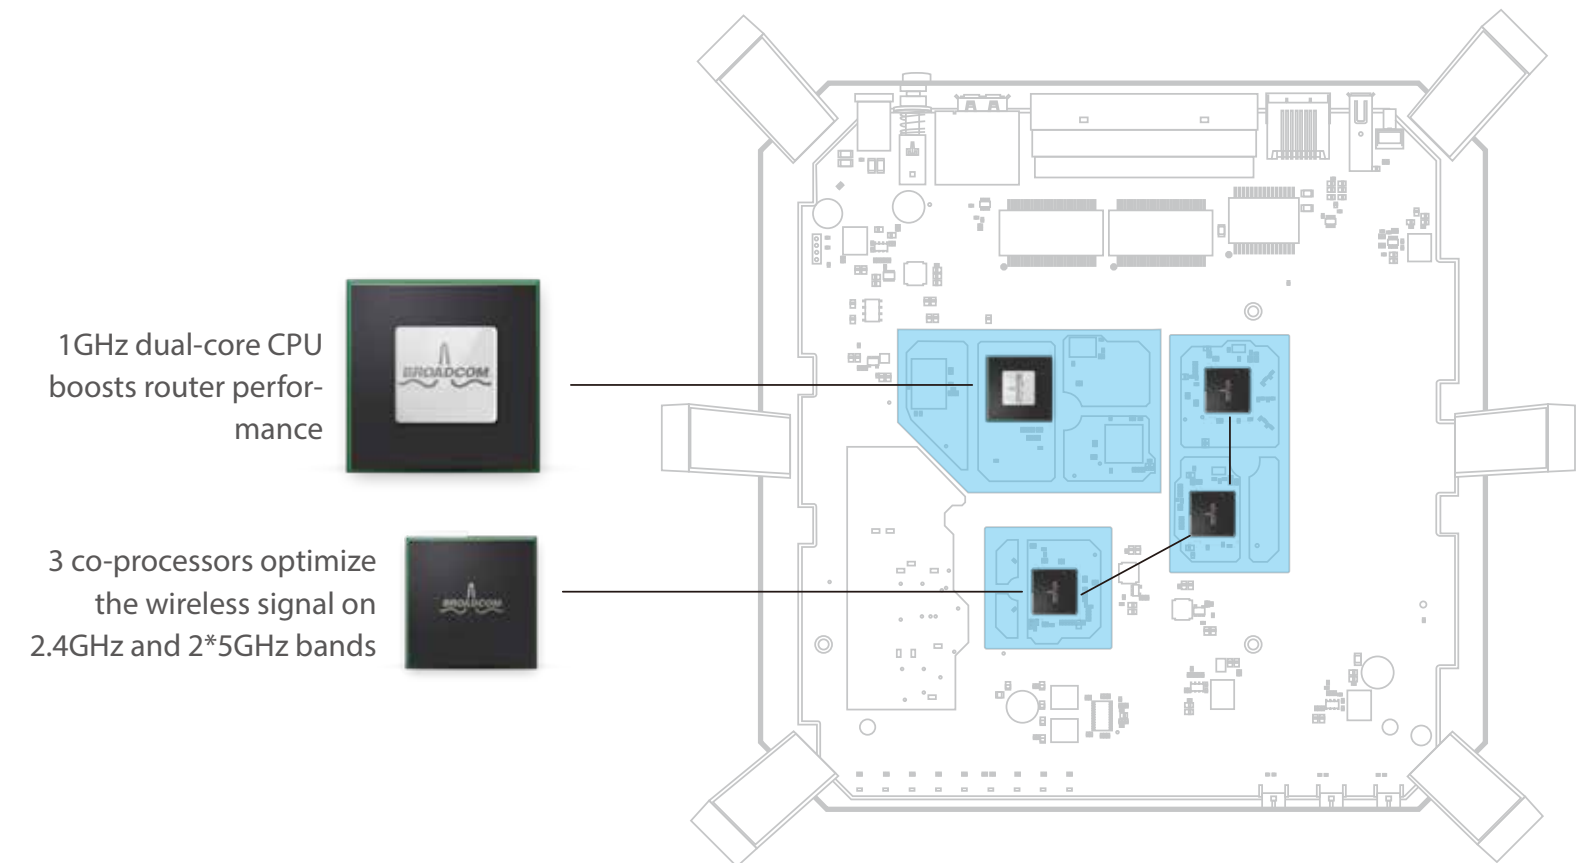 1GHz dual-core CPU
boosts router perfor-
mance
BROADCOM
3 co-processors optimize
the wireless signal on
2.4GHz and 2*5GHz bands
BROADCOM